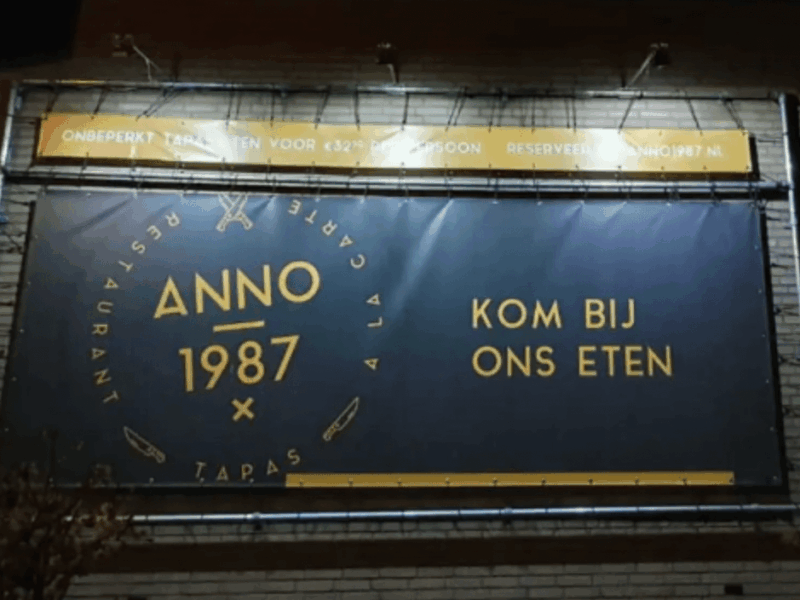 ONBEPERKT TAPAS ETEN VOOR €32,50 PER PERSOON RESERVEER ANNO1987.NL
RESTAURANT
A LA CARTE
ANNO
1987
TAPAS
KOM BIJ
ONS ETEN